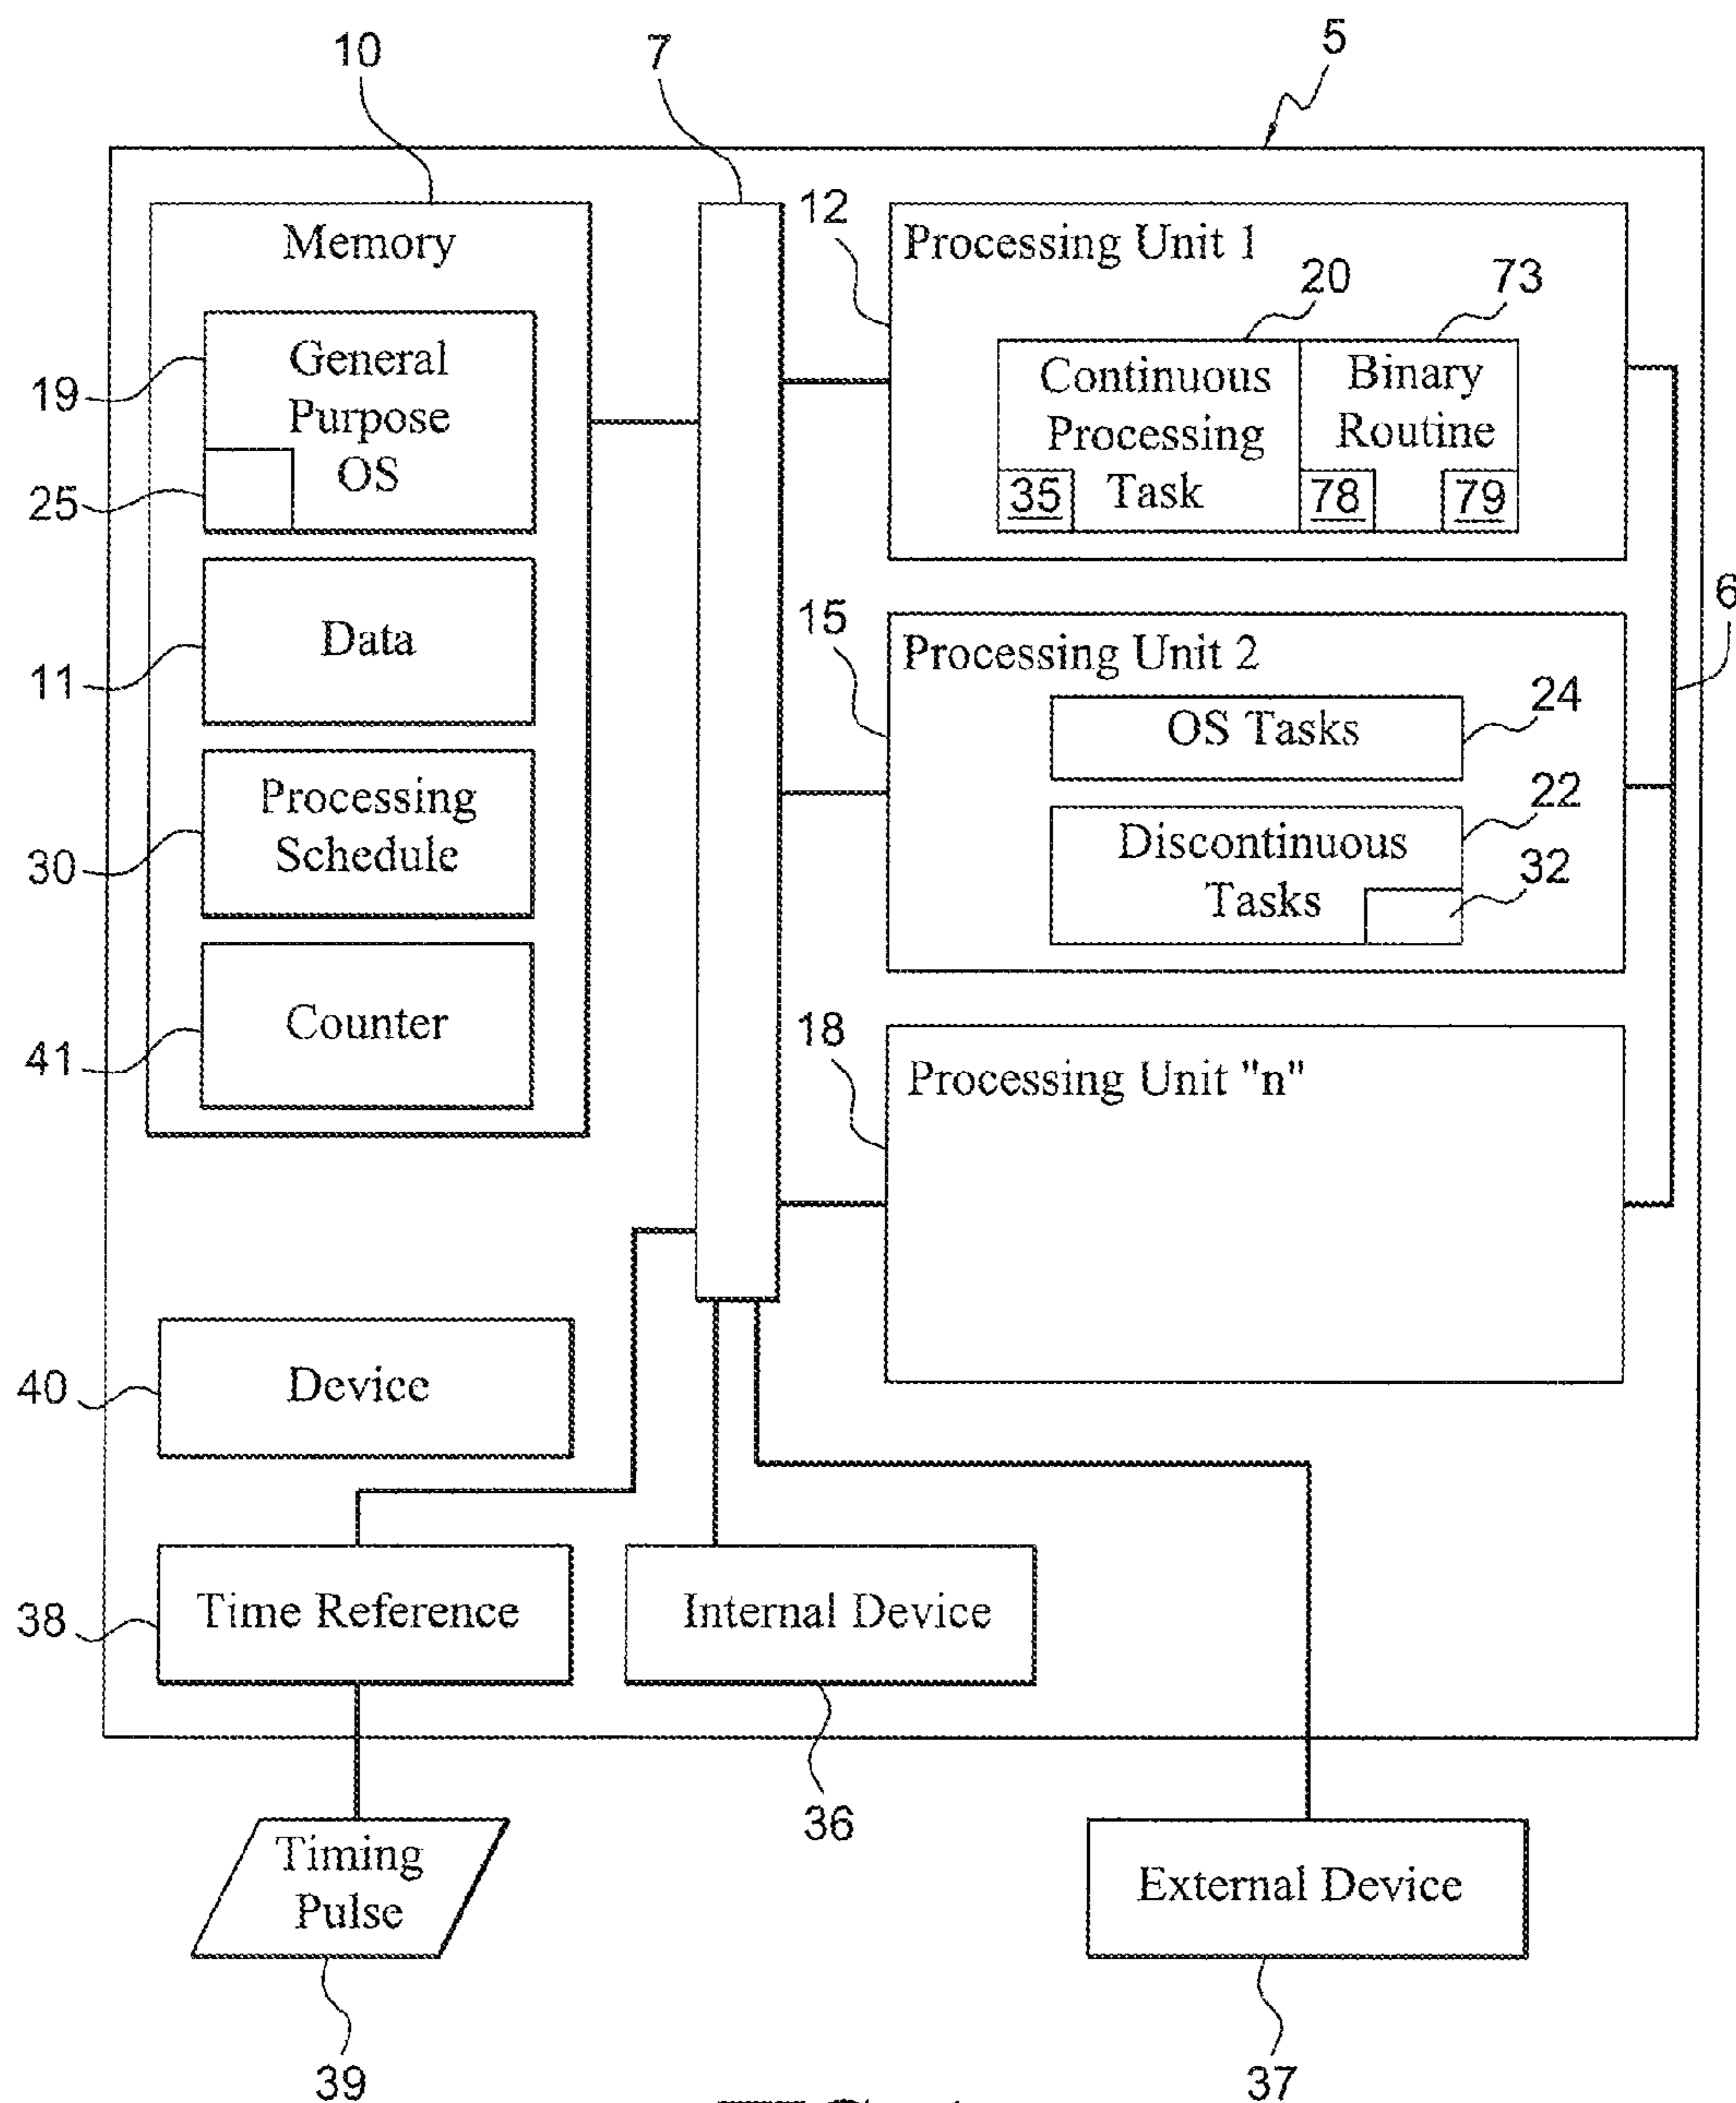 10
7
5
Memory
12
Processing Unit 1
20
73
19
General
Purpose
OS
25
Continuous
Processing
Task
35
Binary
Routine
78
79
6
11
Data
15
Processing Unit 2
OS Tasks
24
Discontinuous
Tasks
22
32
30
Processing
Schedule
41
Counter
18
Processing Unit "n"
40
Device
38
Time Reference
Internal Device
36
Timing
Pulse
39
External Device
37